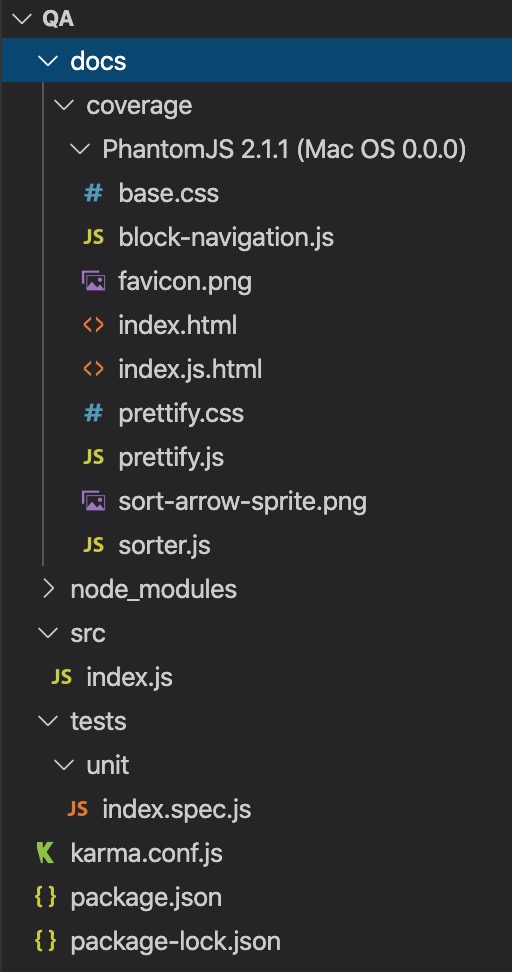 QA
docs
coverage
PhantomJS 2.1.1 (Mac OS 0.0.0)
# base.css
JS block-navigation.js
favicon.png
<> index.html
<> index.js.html
# prettify.css
JS prettify.js
sort-arrow-sprite.png
JS sorter.js
node_modules
src
JS index.js
tests
unit
JS index.spec.js
karma.conf.js
{} package.json
{} package-lock.json